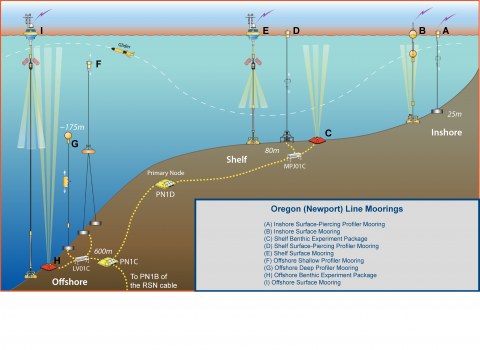 I
E
D
B
A
Glider
F
~175m
G
C
25m
Inshore
Shelf
80m
MPJ01C
Primary Node
PN1D
H
600m
LV01C
PN1C
Offshore
To PN1B of
the RSN cable
Oregon (Newport) Line Moorings
(A) Inshore Surface-Piercing Profiler Mooring
(B) Inshore Surface Mooring
(C) Shelf Benthic Experiment Package
(D) Shelf Surface-Piercing Profiler Mooring
(E) Shelf Surface Mooring
(F) Offshore Shallow Profiler Mooring
(G) Offshore Deep Profiler Mooring
(H) Offshore Benthic Experiment Package
(I) Offshore Surface Mooring